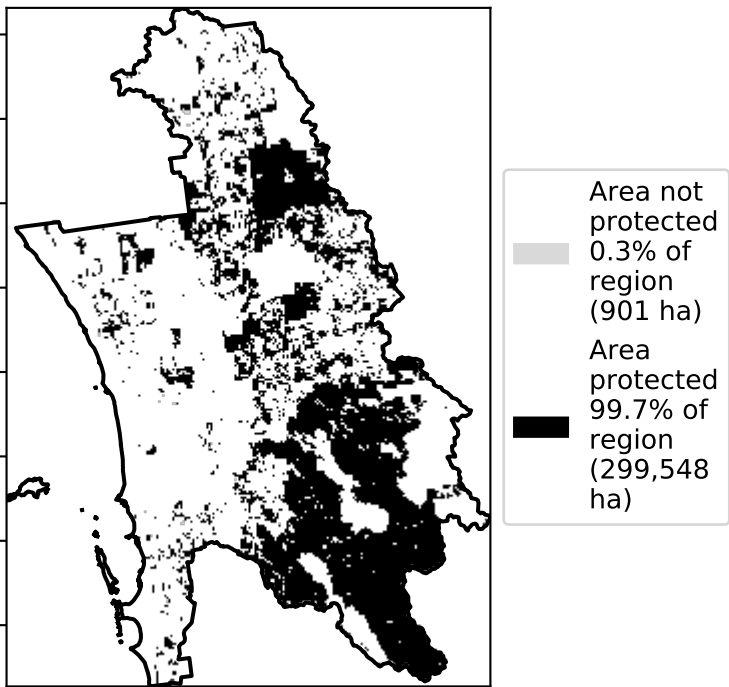 Area not
protected
0.3% of
region
(901 ha)
Area
protected
99.7% of
region
(299,548
ha)